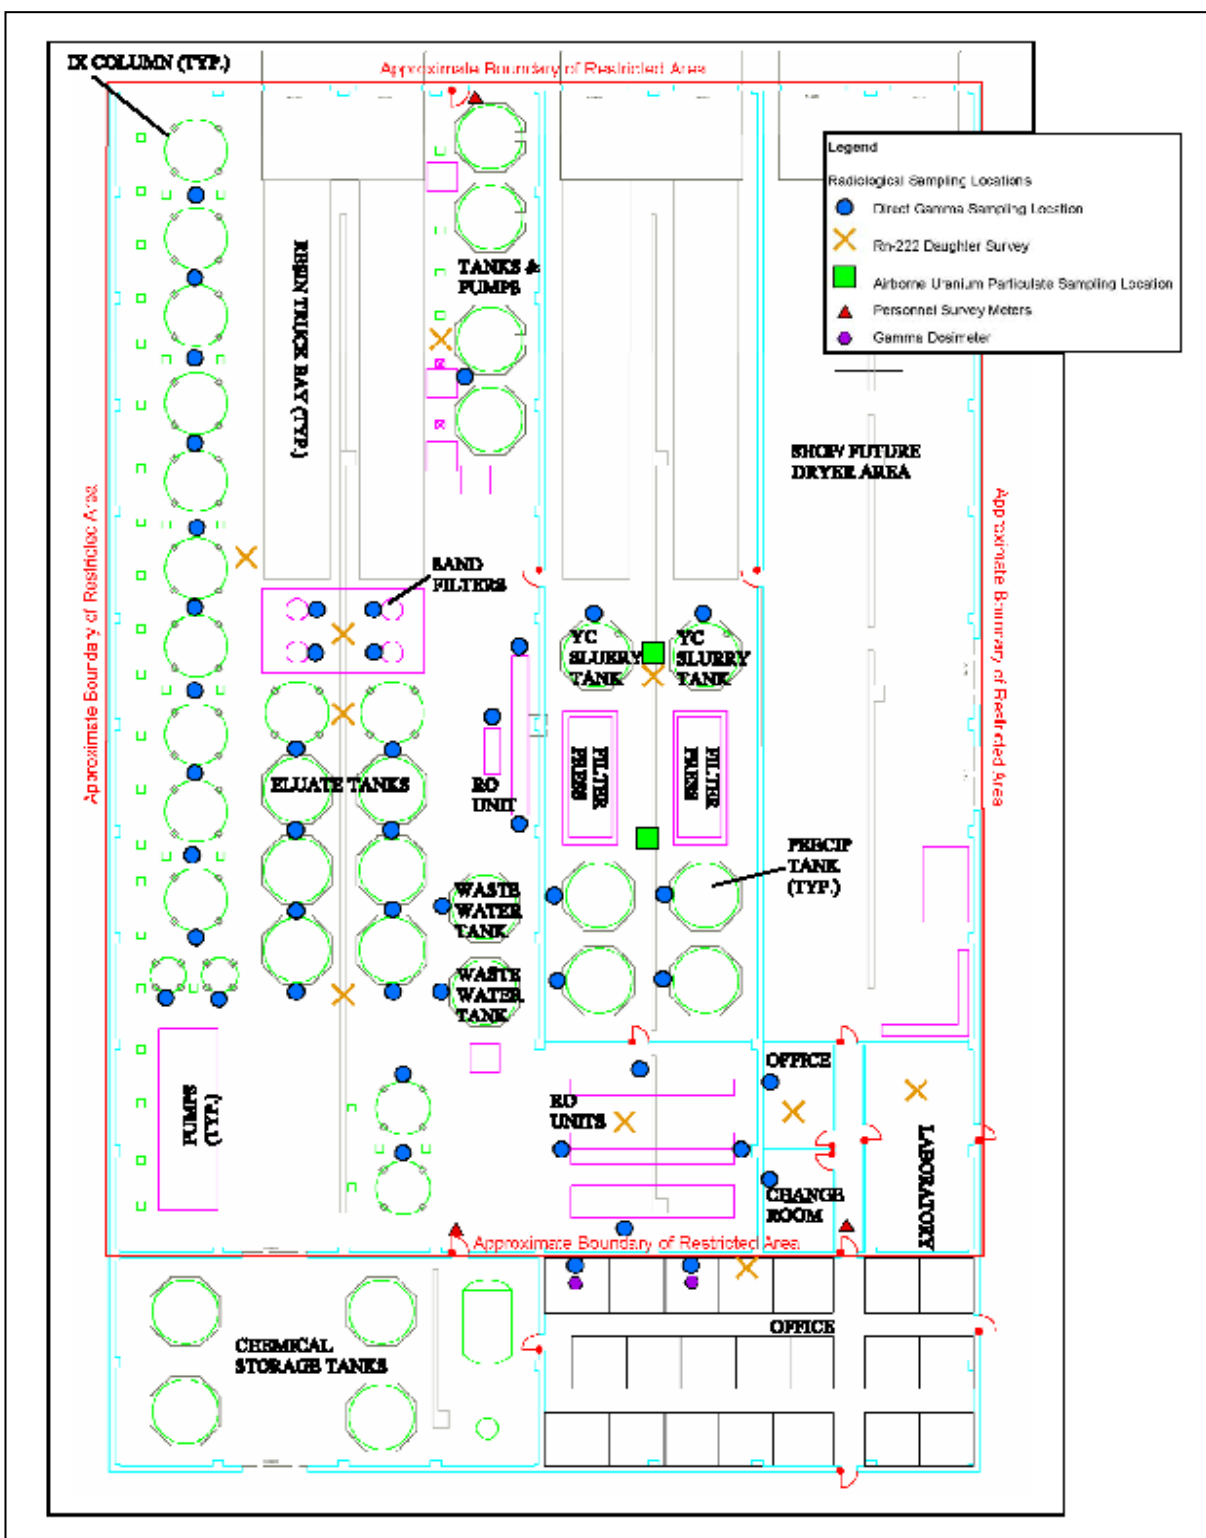 IX COLUMN (TYP.)
Approximate Boundary of Restricted Area
Legend
Radiological Sampling Locations
Direct Gamma Sampling Location
Rn-222 Daughter Survey
Airborne Uranium Particulate Sampling Location
Personnel Survey Meters
Gamma Dosimeter
RESIN TRUCK BAY (TYP.)
TANKS &
PUMPS
SHOP/ FUTURE
DRYER AREA
Approximate Boundary of Restricted Area
Approximate Boundary of Restricted Area
SAND
FILTERS
YC
SLURRY
TANK
YC
SLURRY
TANK
FILTER
PRESS
FILTER
PRESS
ELUATE TANKS
RO
UNIT
PRECIP
TANK
(TYP.)
WASTE
WATER
TANK
WASTE
WATER
TANK
PUMPS
(TYP.)
RO
UNITS
OFFICE
CHANGE
ROOM
LABORATORY
Approximate Boundary of Restricted Area
CHEMICAL
STORAGE TANKS
OFFICE